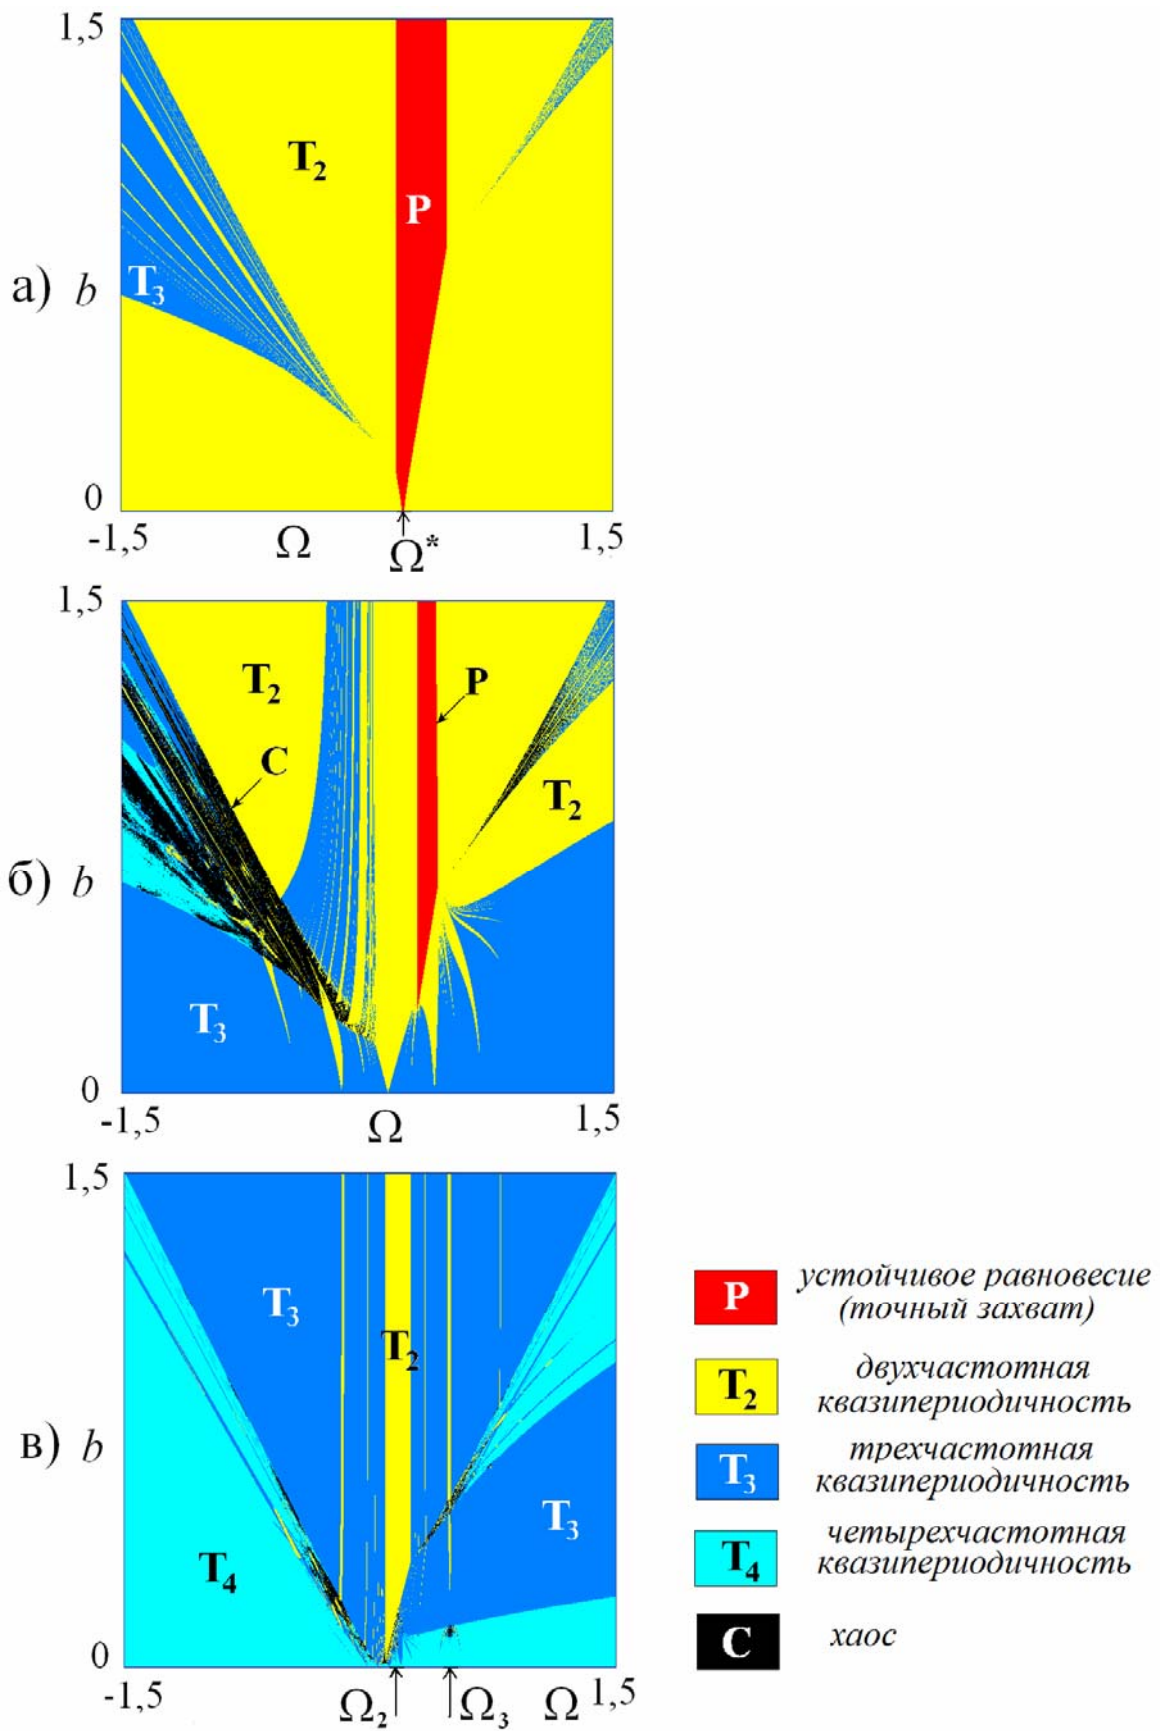 1,5
T2
P
а) b
T3
0
-1,5
Ω
Ω*
1,5
1,5
T2
P
C
T2
б) b
T3
0
-1,5
Ω
1,5
1,5
T3
T2
в) b
T3
T4
0
-1,5
Ω2
Ω3
Ω
1,5
P
устойчивое равновесие
(точный захват)
T2
двухчастотная
квазипериодичность
T3
трехчастотная
квазипериодичность
T4
четырехчастотная
квазипериодичность
C
хаос